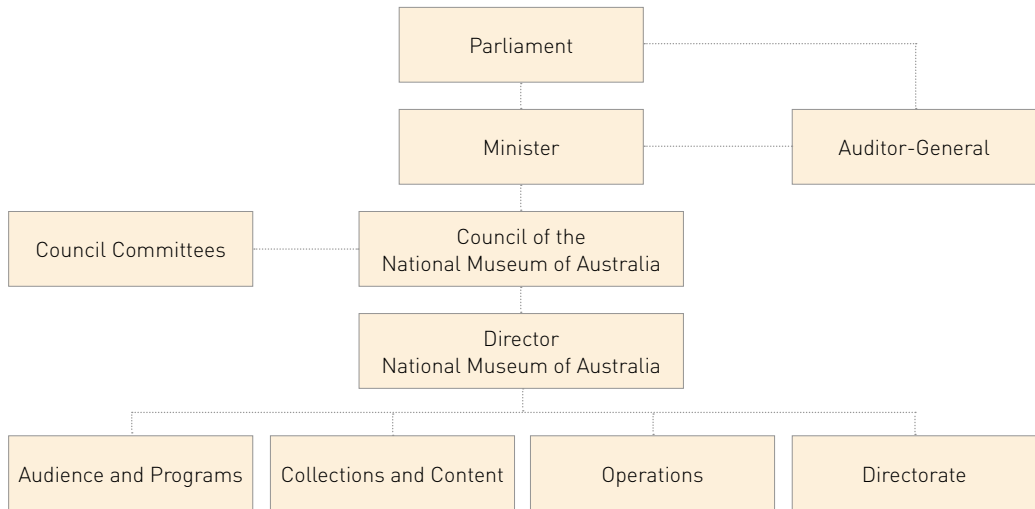 Parliament
Minister
Auditor-General
Council Committees
Council of the
National Museum of Australia
Director
National Museum of Australia
Audience and Programs
Collections and Content
Operations
Directorate